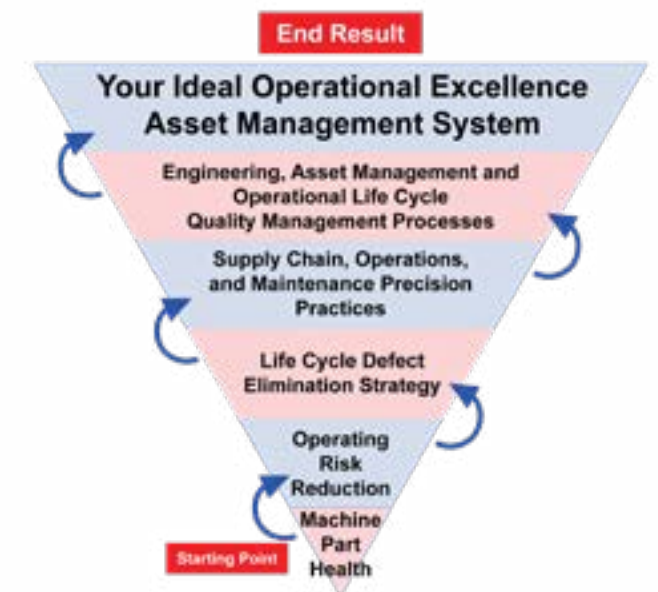 End Result
Your Ideal Operational Excellence
Asset Management System
Engineering, Asset Management and
Operational Life Cycle
Quality Management Processes
Supply Chain, Operations,
and Maintenance Precision
Practices
Life Cycle Defect
Elimination Strategy
Operating
Risk
Reduction
Machine
Part
Health
Starting Point